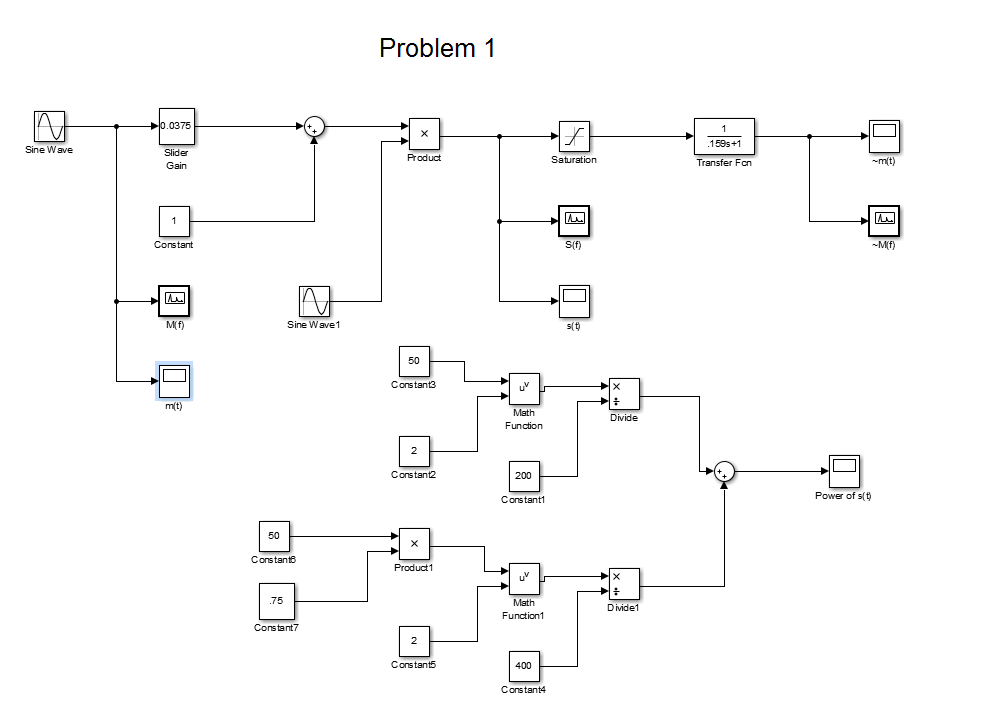 Problem 1
Sine Wave
0.0375
Slider
Gain
+
+
×
Product
Saturation
1
.159s+1
Transfer Fcn
~m(t)
1
Constant
S(f)
~M(f)
M(f)
Sine Wave1
s(t)
m(t)
50
Constant3
u^v
Math
Function
×
÷
Divide
2
Constant2
200
Constant1
+
+
Power of s(t)
50
Constant6
×
Product1
.75
Constant7
u^v
Math
Function1
×
÷
Divide1
2
Constant5
400
Constant4